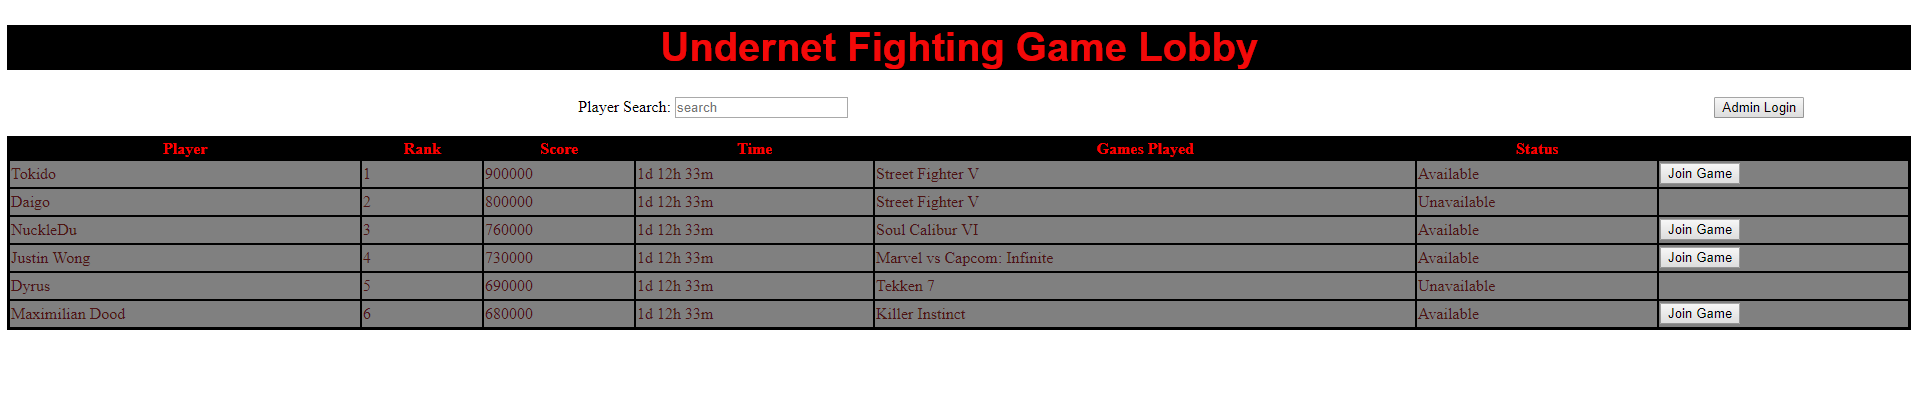 Undernet Fighting Game Lobby
Player Search: search Admin Login
Player Rank Score Time Games Played Status
Tokido 1 900000 1d 12h 33m Street Fighter V Available Join Game
Daigo 2 800000 1d 12h 33m Street Fighter V Unavailable
NuckleDu 3 760000 1d 12h 33m Soul Calibur VI Available Join Game
Justin Wong 4 730000 1d 12h 33m Marvel vs Capcom: Infinite Available Join Game
Dyrus 5 690000 1d 12h 33m Tekken 7 Unavailable
Maximilian Dood 6 680000 1d 12h 33m Killer Instinct Available Join Game